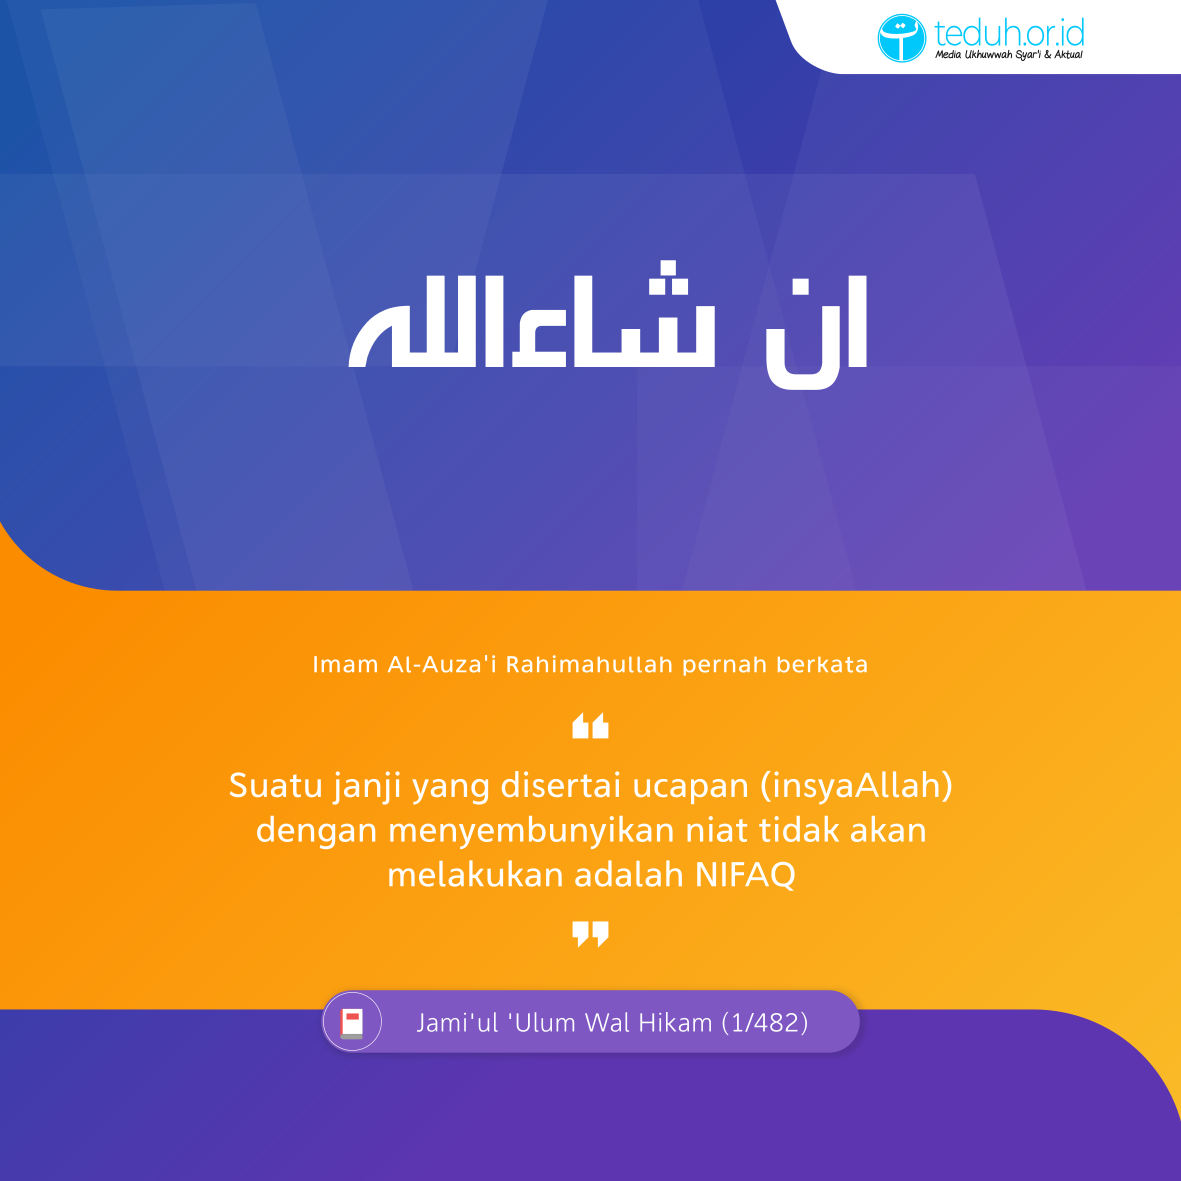 teduh.or.id
Media Ukhuwwah Syar'i & Aktual
ان شاءالله
Imam Al-Auza'i Rahimahullah pernah berkata
❝
Suatu janji yang disertai ucapan (insyaAllah)
dengan menyembunyikan niat tidak akan
melakukan adalah NIFAQ
❞
Jami'ul 'Ulum Wal Hikam (1/482)